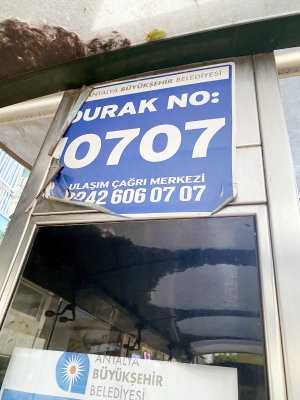 ANTALYA BÜYÜKŞEHİR BELEDİYESİ
DURAK NO:
10707
ULAŞIM ÇAĞRI MERKEZİ
0242 606 07 07
ANTALYA
BÜYÜKŞEHİR
BELEDİYESİ